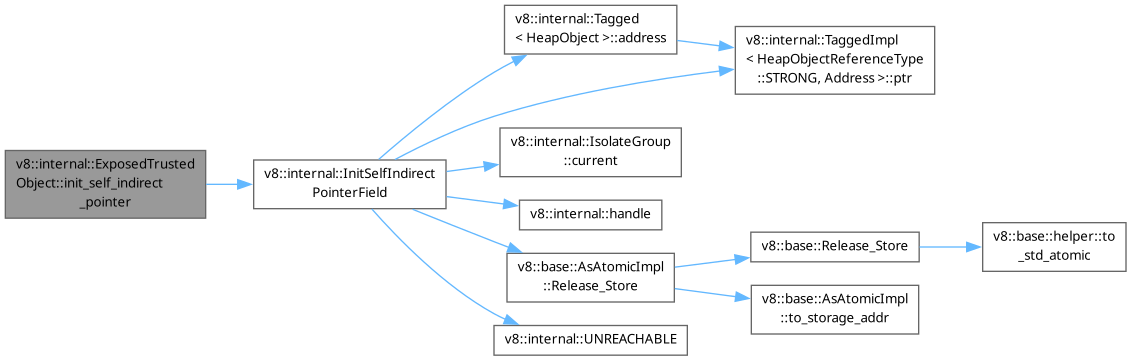 v8::internal::ExposedTrusted
Object::init_self_indirect
_pointer
v8::internal::InitSelfIndirect
PointerField
v8::internal::Tagged
< HeapObject >::address
v8::internal::TaggedImpl
< HeapObjectReferenceType
::STRONG, Address >::ptr
v8::internal::IsolateGroup
::current
v8::internal::handle
v8::base::AsAtomicImpl
::Release_Store
v8::base::Release_Store
v8::base::helper::to
_std_atomic
v8::base::AsAtomicImpl
::to_storage_addr
v8::internal::UNREACHABLE